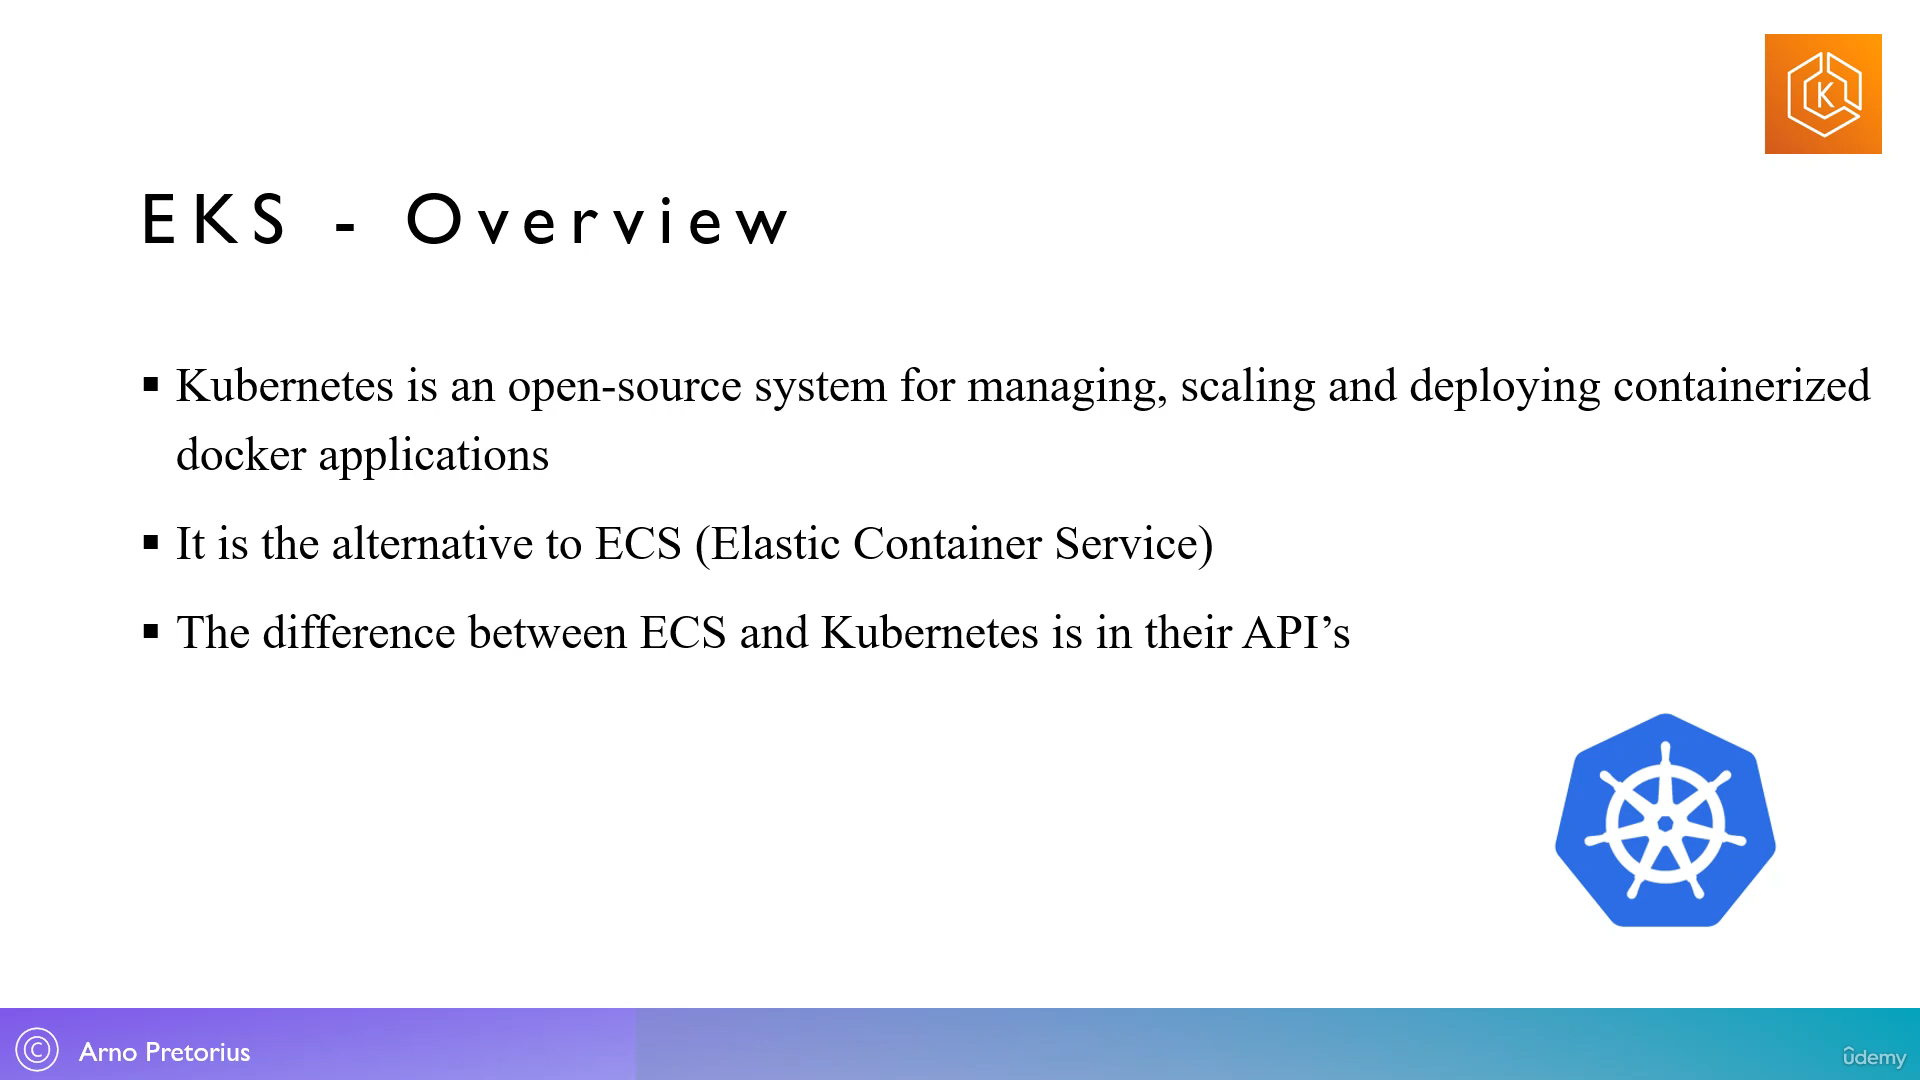 K
EKS - Overview
▪ Kubernetes is an open-source system for managing, scaling and deploying containerized
docker applications
▪ It is the alternative to ECS (Elastic Container Service)
▪ The difference between ECS and Kubernetes is in their API’s
© Arno Pretorius
ûdemy